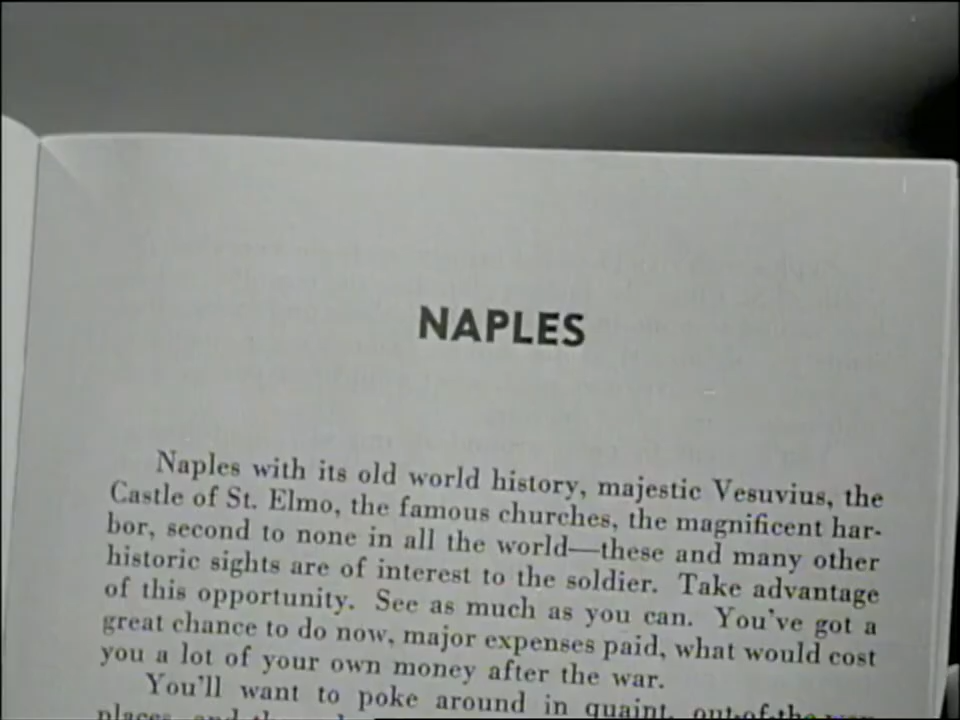 NAPLES
Naples with its old world history, majestic Vesuvius, the
Castle of St. Elmo, the famous churches, the magnificent har-
bor, second to none in all the world—these and many other
historic sights are of interest to the soldier. Take advantage
of this opportunity. See as much as you can. You've got a
great chance to do now, major expenses paid, what would cost
you a lot of your own money after the war.
You'll want to poke around in quaint, out-of-the-way
places, and